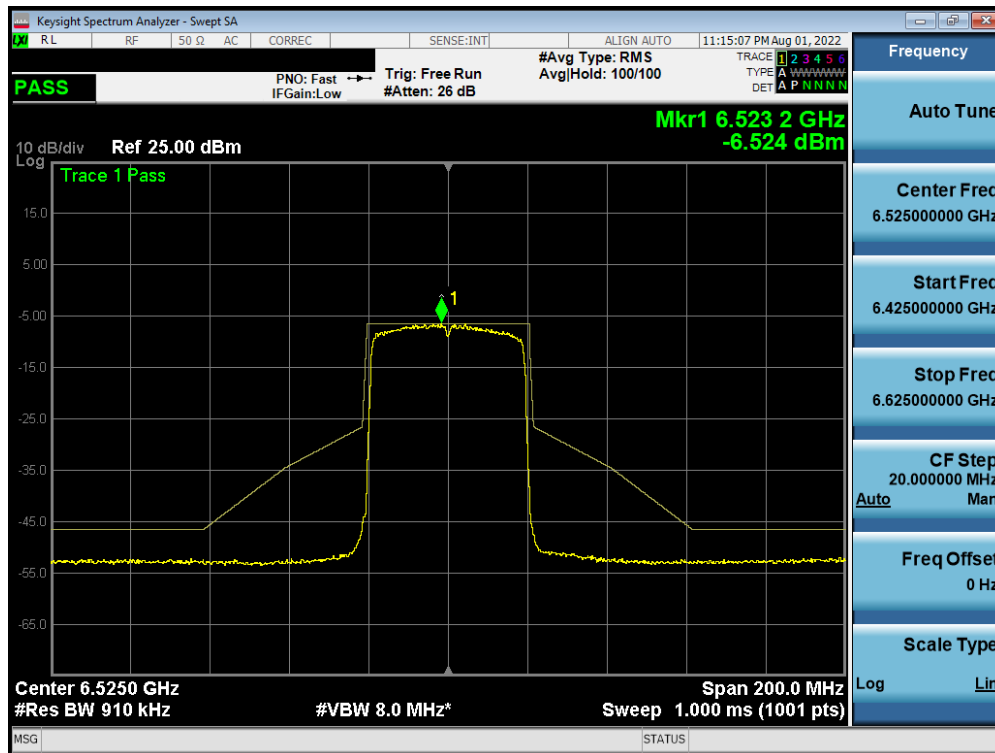 Keysight Spectrum Analyzer - Swept SA
LXI RL RF 50 Ω AC CORREC SENSE:INT ALIGN AUTO 11:15:07 PM Aug 01, 2022
PASS
PNO: Fast
IFGain:Low
Trig: Free Run
#Atten: 26 dB
#Avg Type: RMS
Avg|Hold: 100/100
TRACE 1 2 3 4 5 6
TYPE A WWWWW
DET A P N N N N
Mkr1 6.523 2 GHz
-6.524 dBm
10 dB/div Ref 25.00 dBm
Log
Trace 1 Pass
1
15.0
5.00
-5.00
-15.0
-25.0
-35.0
-45.0
-55.0
-65.0
Center 6.5250 GHz Span 200.0 MHz
#Res BW 910 kHz #VBW 8.0 MHz* Sweep 1.000 ms (1001 pts)
MSG STATUS
Frequency
Auto Tune
Center Freq
6.525000000 GHz
Start Freq
6.425000000 GHz
Stop Freq
6.625000000 GHz
CF Step
20.000000 MHz
Auto Man
Freq Offset
0 Hz
Scale Type
Log Lin